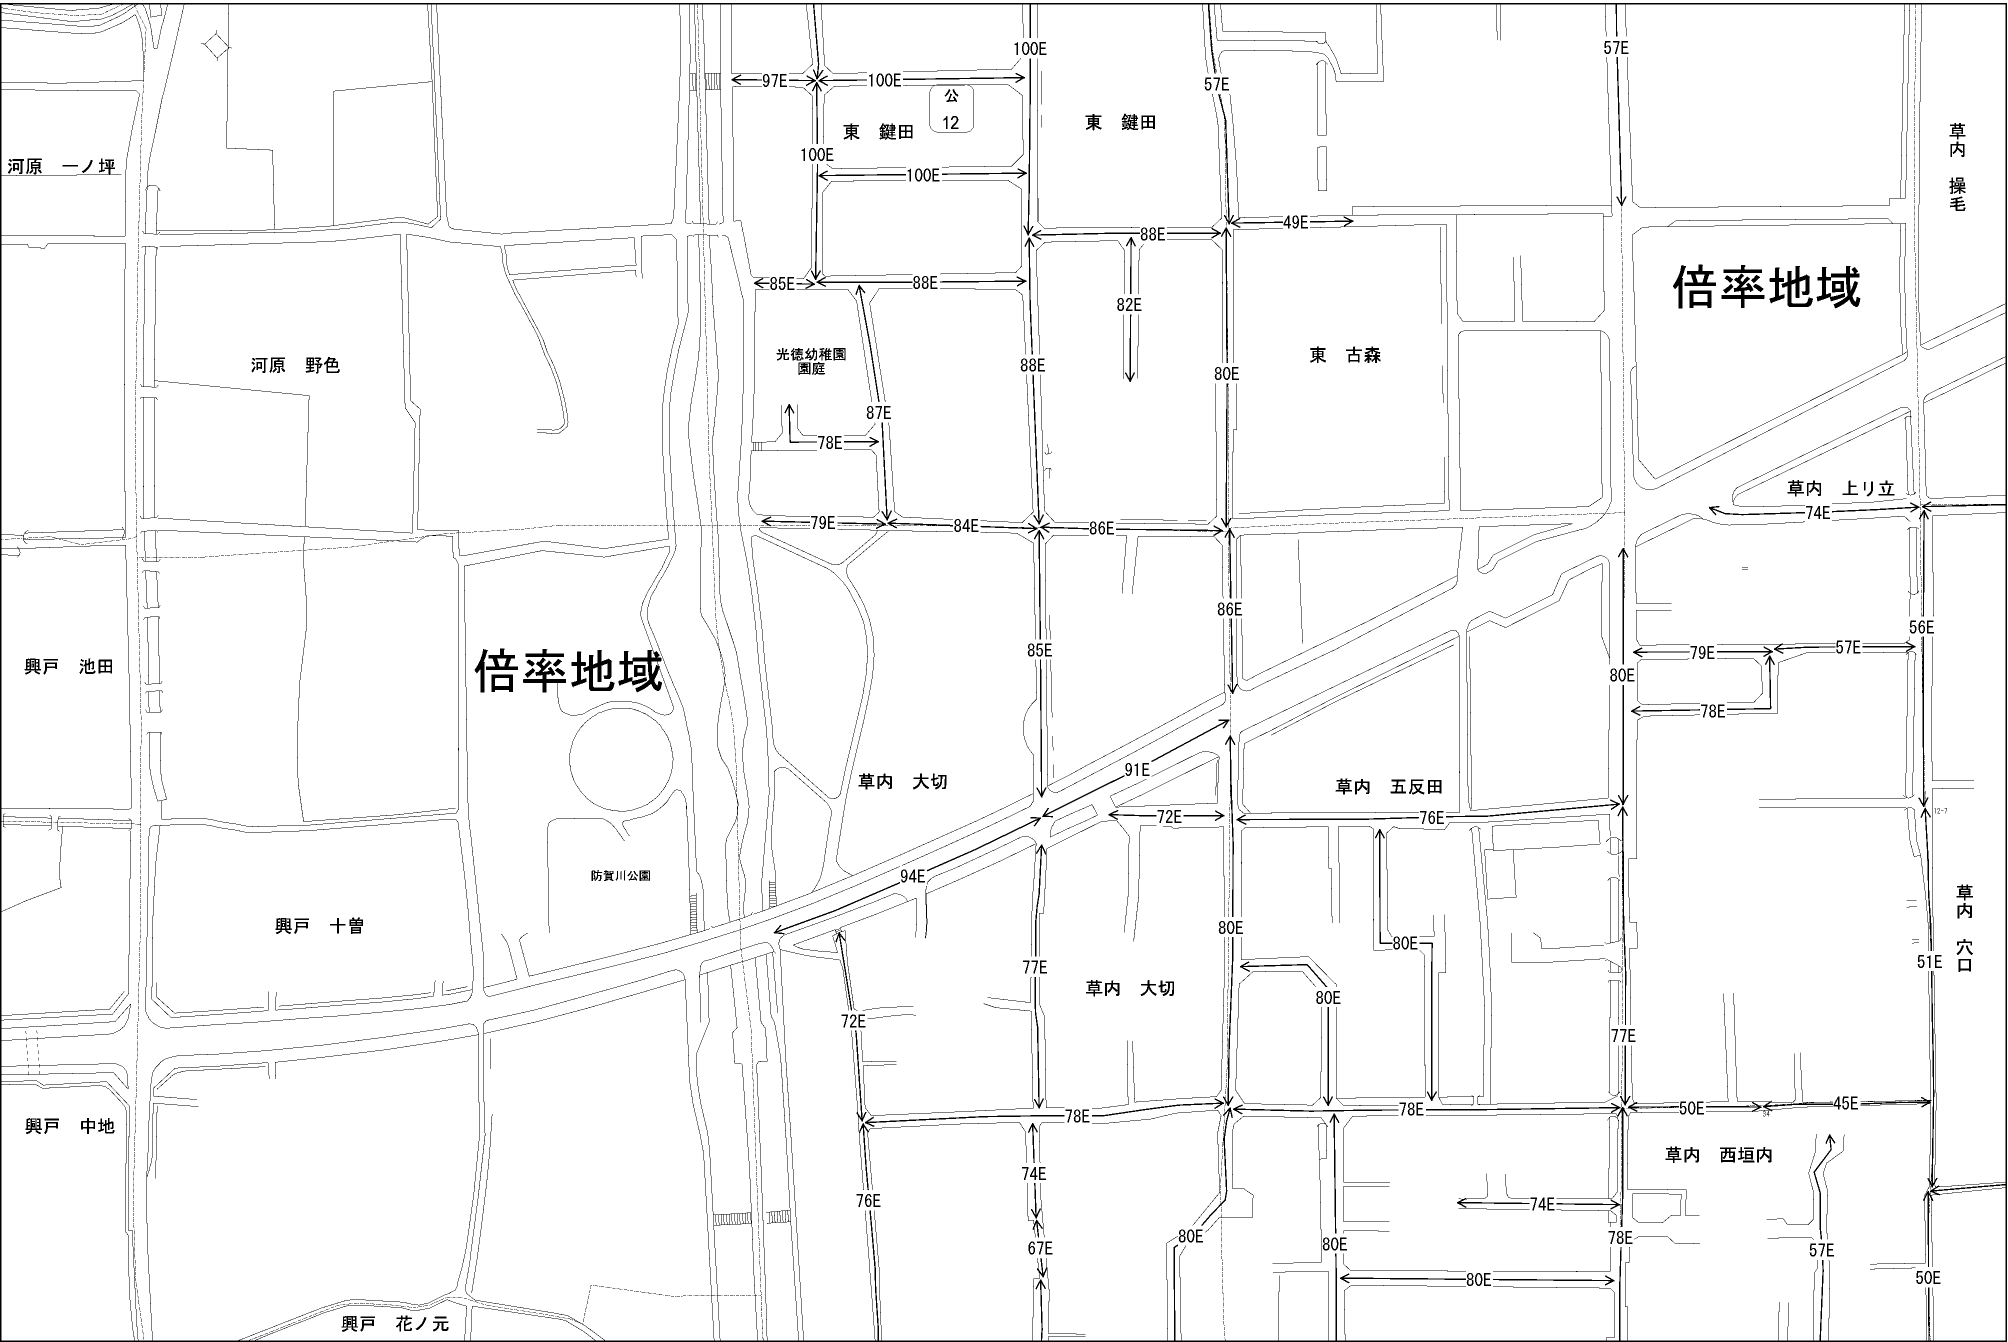 100E
57E
57E
97E
100E
公
12
東 鍵田
東 鍵田
草内 操毛
河原 一ノ坪
100E
100E
49E
88E
85E
88E
82E
倍率地域
光徳幼稚園
園庭
東 古森
河原 野色
88E
80E
87E
78E
草内 上リ立
74E
79E
84E
86E
86E
56E
85E
79E
57E
興戸 池田
倍率地域
80E
78E
91E
草内 大切
草内 五反田
72E
76E
12-7
94E
防賀川公園
草内 穴口
興戸 十曽
80E
80E
77E
51E
草内 大切
80E
72E
77E
78E
78E
50E
45E
34
興戸 中地
草内 西垣内
74E
76E
74E
80E
80E
78E
67E
57E
80E
50E
興戸 花ノ元